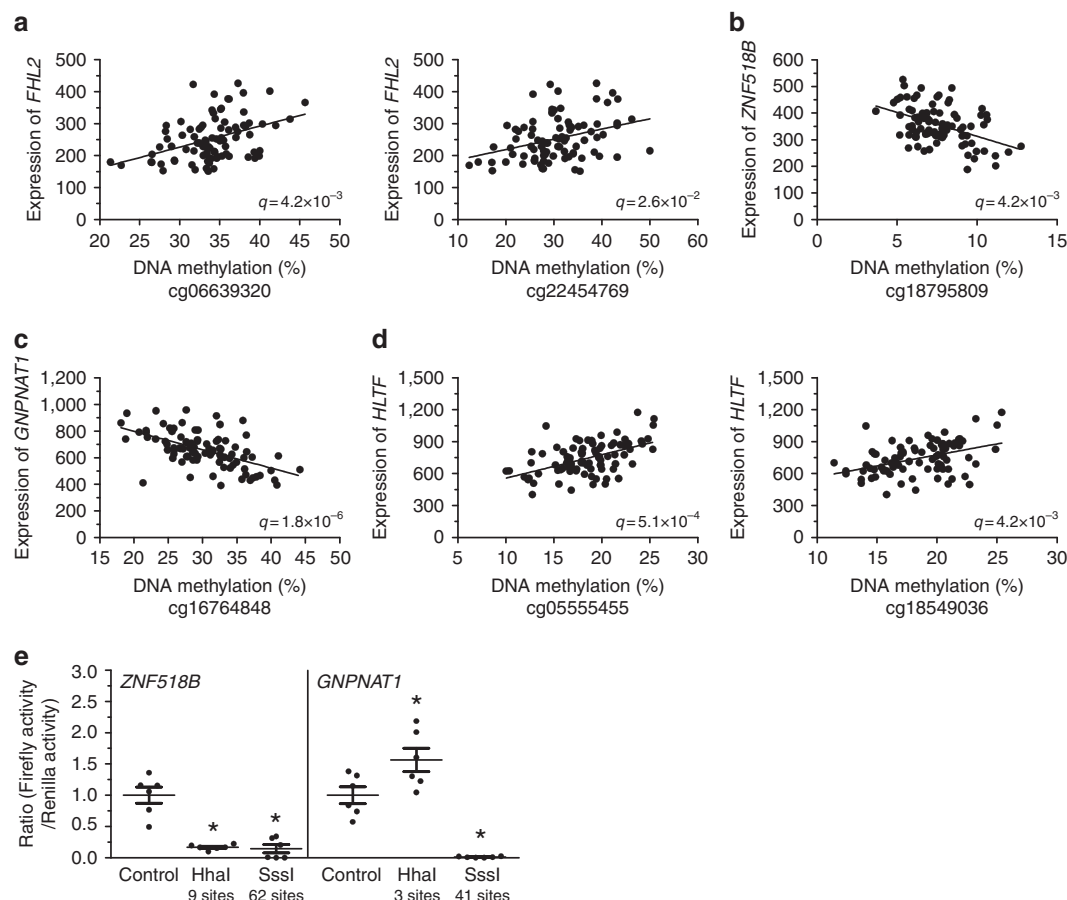 a
Expression of FHL2
500
400
300
200
100
0
20 25 30 35 40 45 50
DNA methylation (%)
cg06639320
q=4.2×10−3
Expression of FHL2
500
400
300
200
100
0
10 20 30 40 50 60
DNA methylation (%)
cg22454769
q=2.6×10−2
b
Expression of ZNF518B
600
500
400
300
200
100
0
0 5 10 15
DNA methylation (%)
cg18795809
q=4.2×10−3
c
Expression of GNPNAT1
1,200
1,000
800
600
400
200
0
15 20 25 30 35 40 45 50
DNA methylation (%)
cg16764848
q=1.8×10−6
d
Expression of HLTF
1,500
1,200
900
600
300
0
5 10 15 20 25 30
DNA methylation (%)
cg05555455
q=5.1×10−4
Expression of HLTF
1,500
1,200
900
600
300
0
10 15 20 25 30
DNA methylation (%)
cg18549036
q=4.2×10−3
e
Ratio (Firefly activity
/Renilla activity)
3.0
2.5
2.0
1.5
1.0
0.5
0.0
ZNF518B
GNPNAT1
* * * *
Control HhaI SssI Control HhaI SssI
9 sites 62 sites 3 sites 41 sites